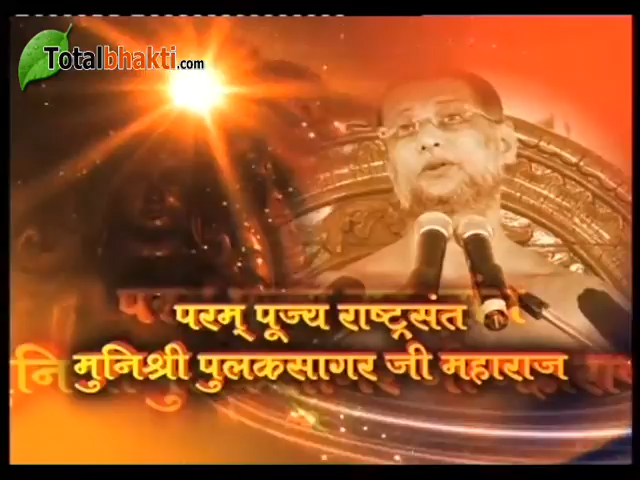 Totalbhakti.com
परम् पूज्य राष्ट्रसंत
मुनिश्री पुलकसागर जी महाराज